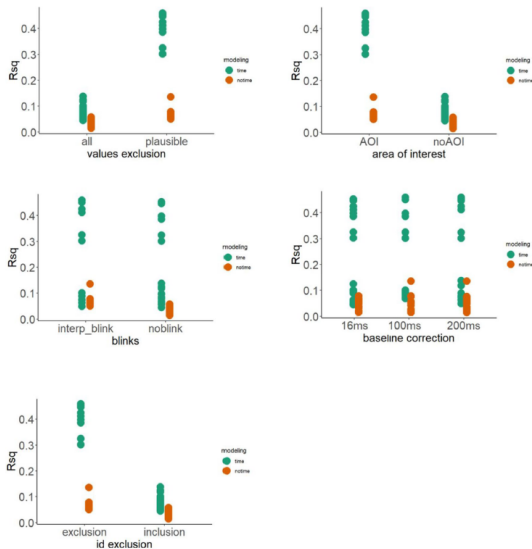 Rsq
0.4
0.3
0.2
0.1
0.0
all
plausible
values exclusion
modeling
time
notime
Rsq
0.4
0.3
0.2
0.1
0.0
AOI
noAOI
area of interest
modeling
time
notime
Rsq
0.4
0.3
0.2
0.1
0.0
interp_blink
noblink
blinks
modeling
time
notime
Rsq
0.4
0.3
0.2
0.1
0.0
16ms
100ms
200ms
baseline correction
modeling
time
notime
Rsq
0.4
0.3
0.2
0.1
0.0
exclusion
inclusion
id exclusion
modeling
time
notime